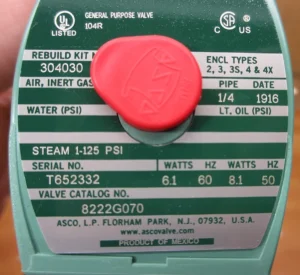 UL LISTED
GENERAL PURPOSE VALVE
104R
C US
REBUILD KIT N
304030
ENCL TYPES
2, 3, 3S, 4 & 4X
AIR, INERT GAS
PIPE DATE
1/4 1916
WATER (PSI)
LT. OIL (PSI)
STEAM 1-125 PSI
SERIAL NO. WATTS HZ WATTS HZ
T652332 6.1 60 8.1 50
VALVE CATALOG NO.
8222G070
ASCO, L.P. FLORHAM PARK, N.J., 07932, U.S.A.
www.ascovalve.com
PRODUCT OF MEXICO